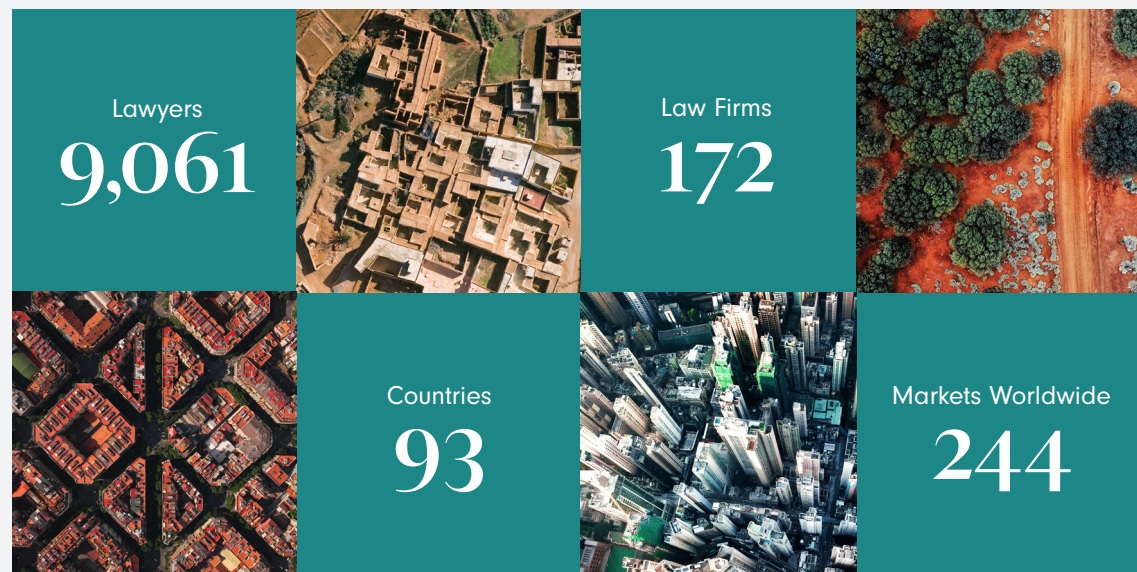 Lawyers
9,061
Law Firms
172
Countries
93
Markets Worldwide
244